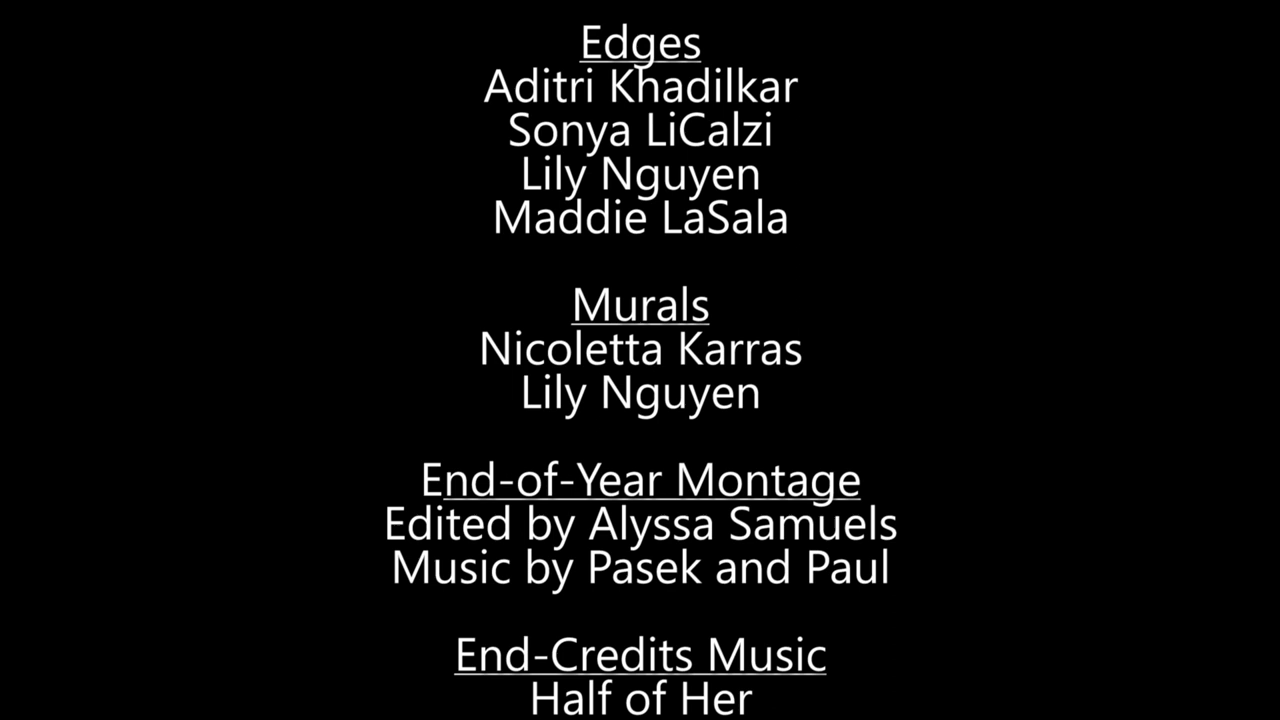 Edges
Aditri Khadilkar
Sonya LiCalzi
Lily Nguyen
Maddie LaSala
Murals
Nicoletta Karras
Lily Nguyen
End-of-Year Montage
Edited by Alyssa Samuels
Music by Pasek and Paul
End-Credits Music
Half of Her